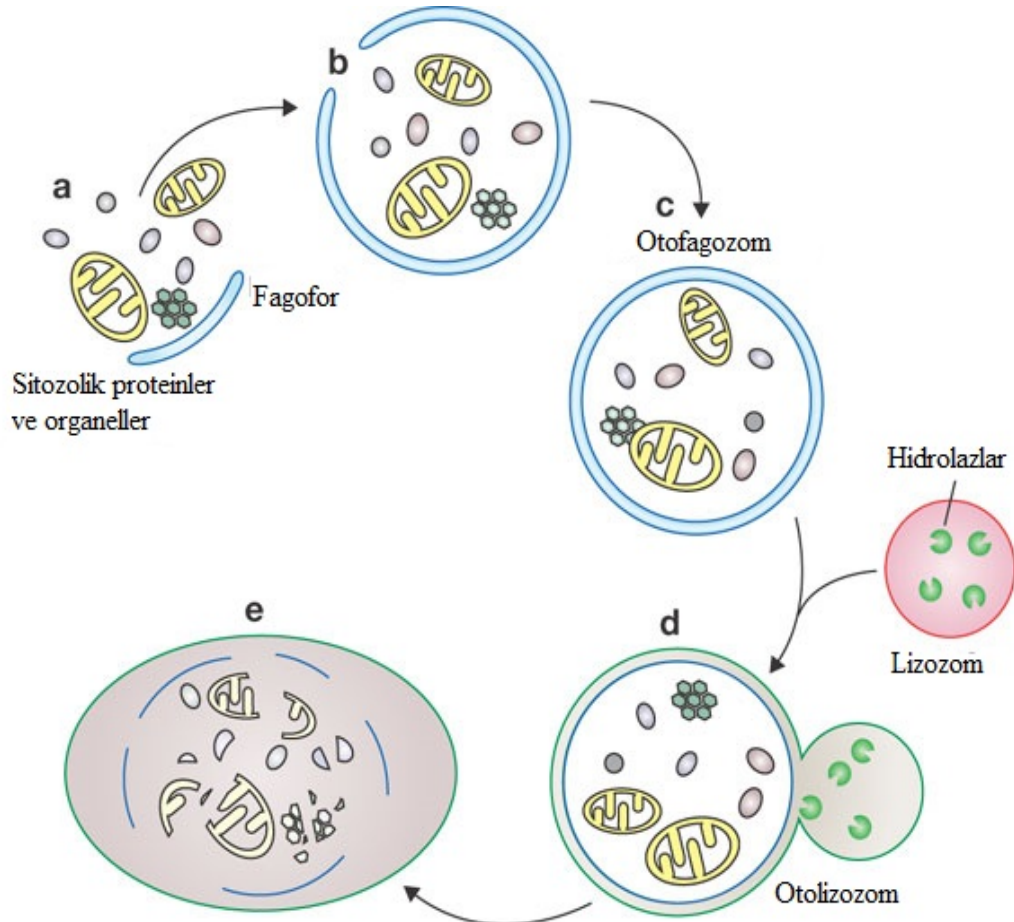 a
Sitozolik proteinler
ve organeller
Fagofor
b
c
Otofagozom
Hidrolazlar
Lizozom
d
Otolizozom
e